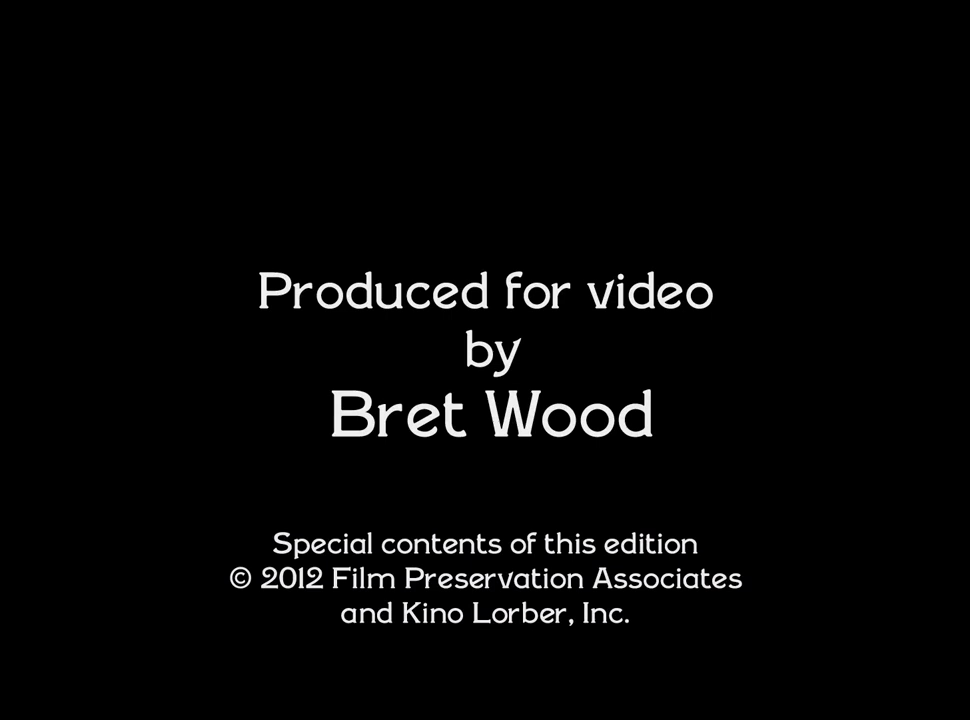 Produced for video
by
Bret Wood
Special contents of this edition
© 2012 Film Preservation Associates
and Kino Lorber, Inc.